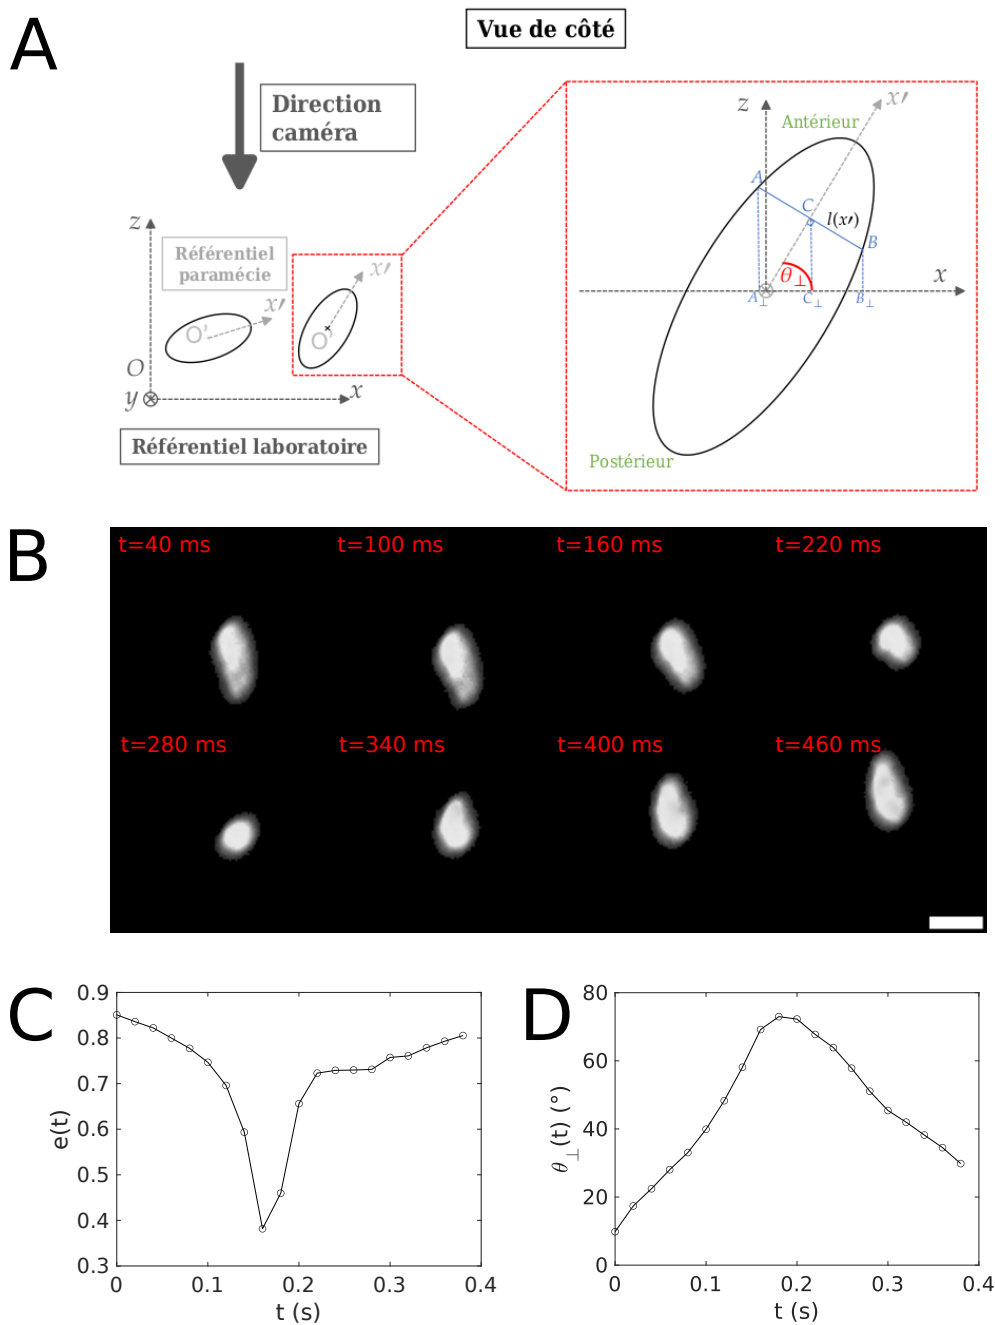 A
Vue de côté
Direction
caméra
z
Référentiel
paramécie
x′
O'
x′
O'
O
y
x
Référentiel laboratoire
z
x′
Antérieur
A
C
l(x′)
B
θ⊥
x
A⊥
C⊥
B⊥
Postérieur
B
t=40 ms
t=100 ms
t=160 ms
t=220 ms
t=280 ms
t=340 ms
t=400 ms
t=460 ms
C
e(t)
0.9
0.8
0.7
0.6
0.5
0.4
0.3
0
0.1
0.2
0.3
0.4
t (s)
D
θ⊥(t) (°)
80
60
40
20
0
0
0.1
0.2
0.3
0.4
t (s)